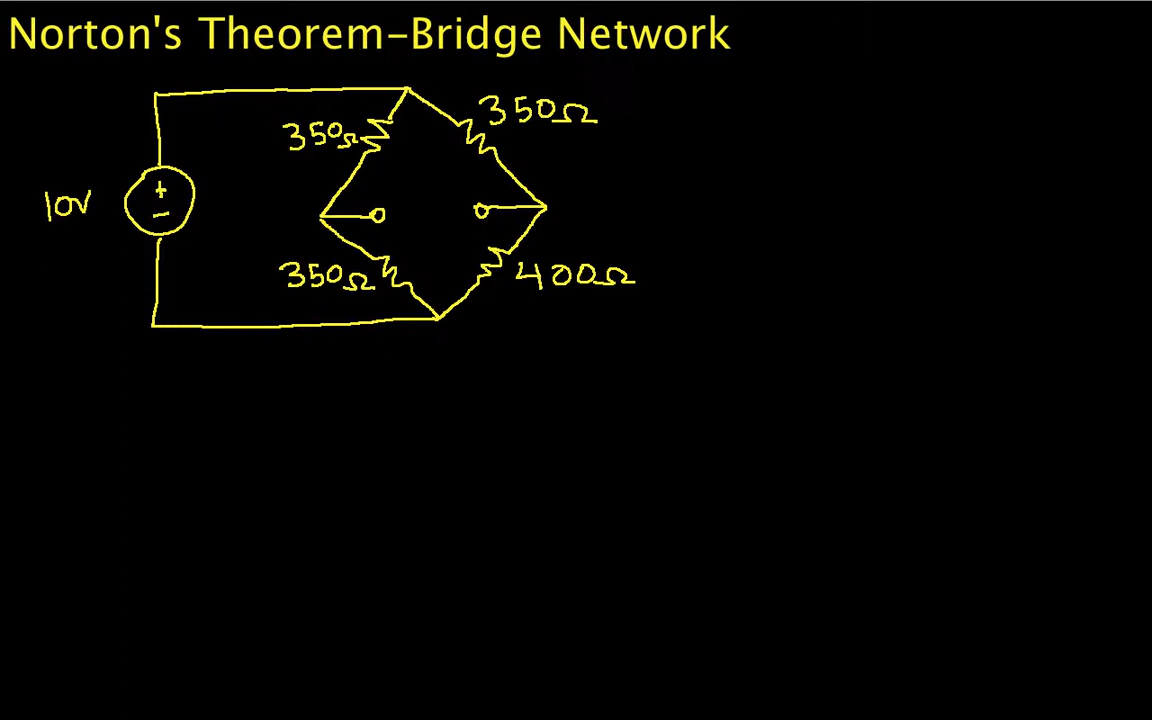 Norton's Theorem-Bridge Network
350Ω
350Ω
10V
+
-
350Ω
400Ω